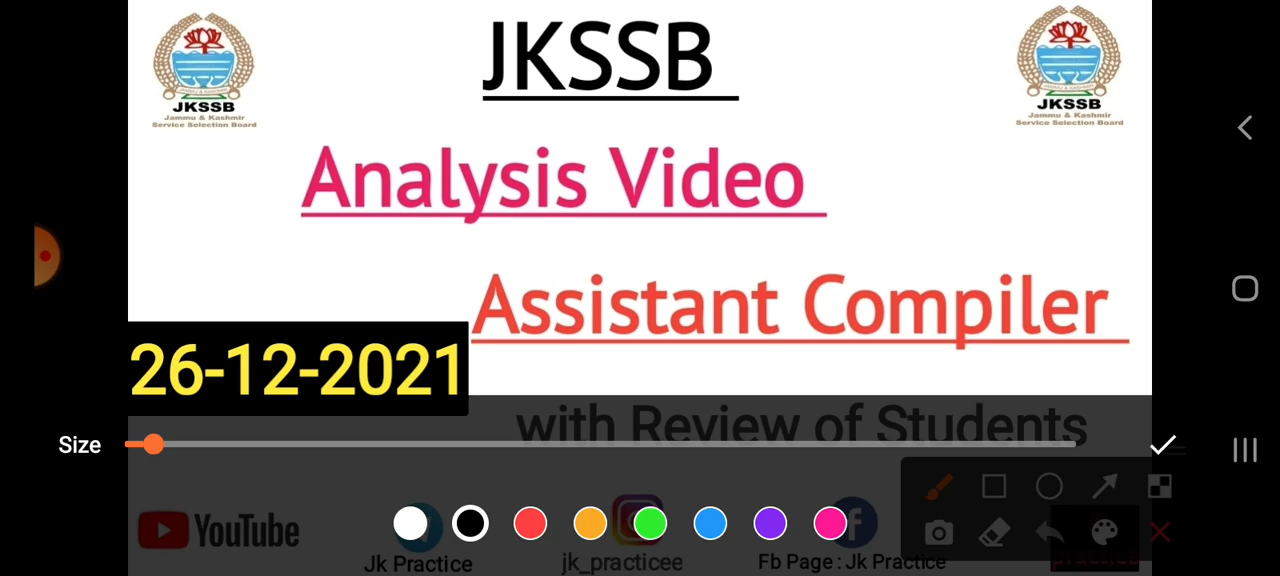 JKSSB
JKSSB
Jammu & Kashmir
Service Selection Board
JKSSB
Jammu & Kashmir
Service Selection Board
Analysis Video
Assistant Compiler
26-12-2021
with Review of Students
Size
YouTube
Jk Practice
jk_practicee
Fb Page : Jk Practice